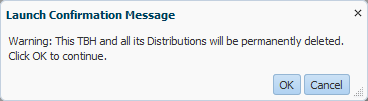 Launch Confirmation Message
Warning: This TBH and all its Distributions will be permanently deleted.
Click OK to continue.
OK Cancel